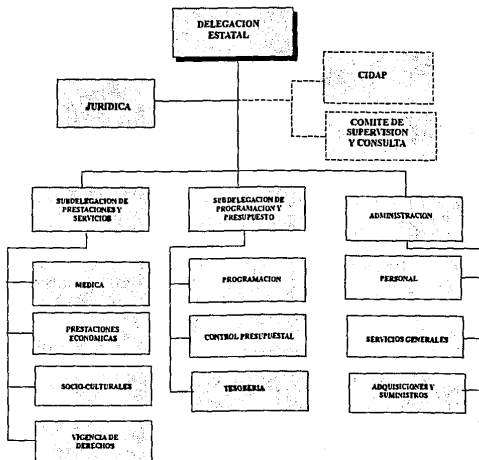 DELEGACION
ESTATAL
JURIDICA
CIDAP
COMITE DE
SUPERVISION
Y CONSULTA
SUBDELEGACION DE
PRESTACIONES Y
SERVICIOS
SUBDELEGACION DE
PROGRAMACION Y
PRESUPUESTO
ADMINISTRACION
MEDICA
PRESTACIONES
ECONOMICAS
SOCIO-CULTURALES
VIGENCIA DE
DERECHOS
PROGRAMACION
CONTROL PRESUPUESTAL
TESORERIA
PERSONAL
SERVICIOS GENERALES
ADQUISICIONES Y
SUMINISTROS